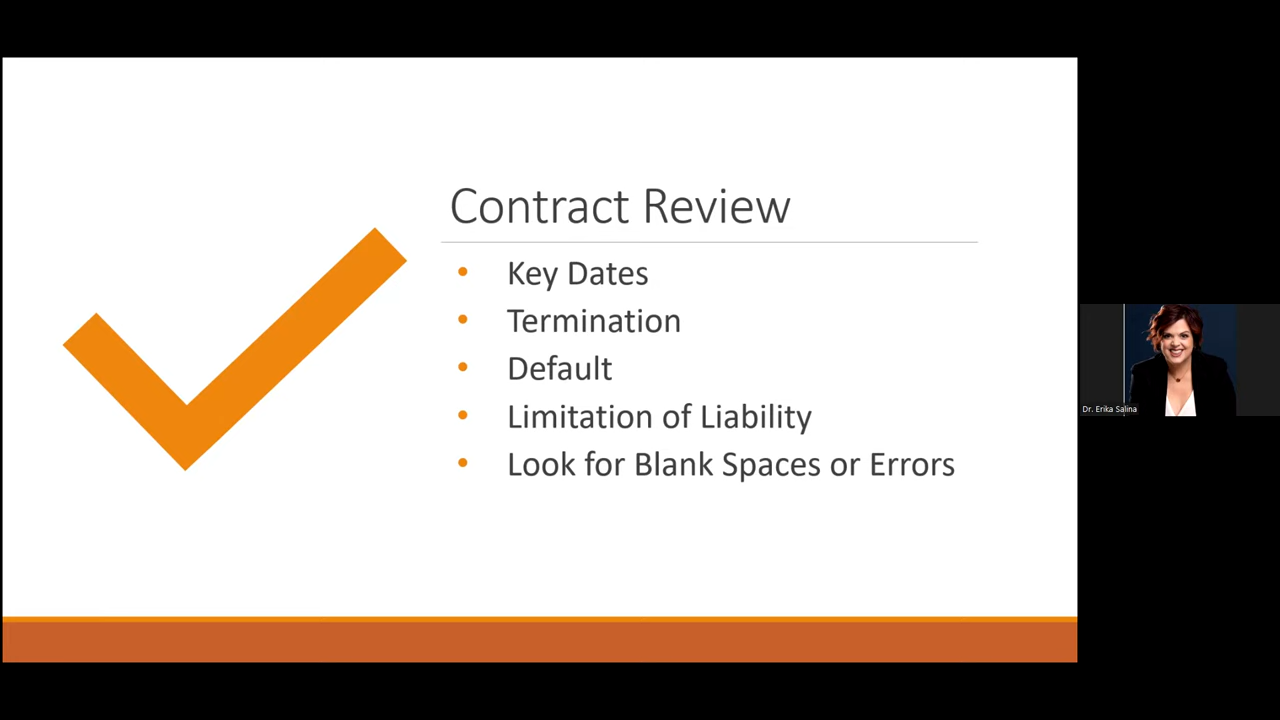 Contract Review
• Key Dates
• Termination
• Default
• Limitation of Liability
• Look for Blank Spaces or Errors
Dr. Erika Salina